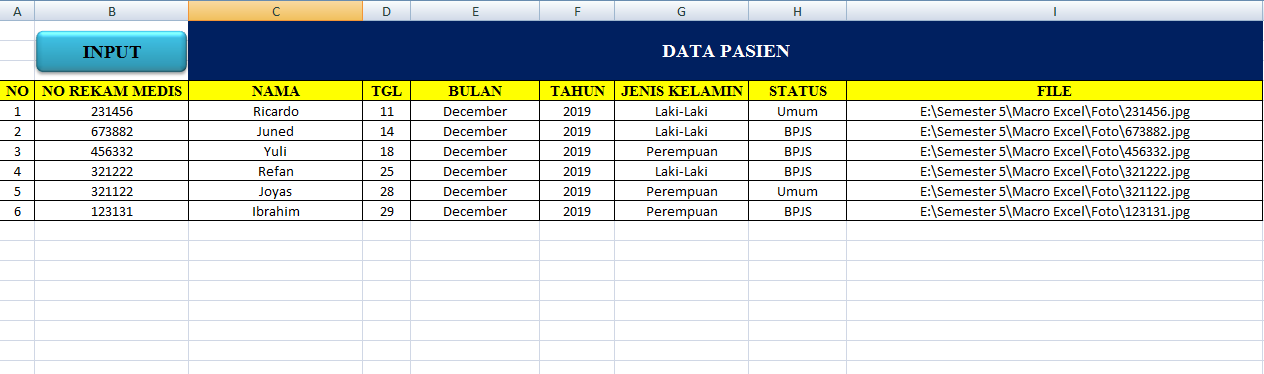 A B C D E F G H I
INPUT DATA PASIEN
NO NO REKAM MEDIS NAMA TGL BULAN TAHUN JENIS KELAMIN STATUS FILE
1 231456 Ricardo 11 December 2019 Laki-Laki Umum E:\Semester 5\Macro Excel\Foto\231456.jpg
2 673882 Juned 14 December 2019 Laki-Laki BPJS E:\Semester 5\Macro Excel\Foto\673882.jpg
3 456332 Yuli 18 December 2019 Perempuan BPJS E:\Semester 5\Macro Excel\Foto\456332.jpg
4 321222 Refan 25 December 2019 Laki-Laki BPJS E:\Semester 5\Macro Excel\Foto\321222.jpg
5 321122 Joyas 28 December 2019 Perempuan Umum E:\Semester 5\Macro Excel\Foto\321122.jpg
6 123131 Ibrahim 29 December 2019 Perempuan BPJS E:\Semester 5\Macro Excel\Foto\123131.jpg